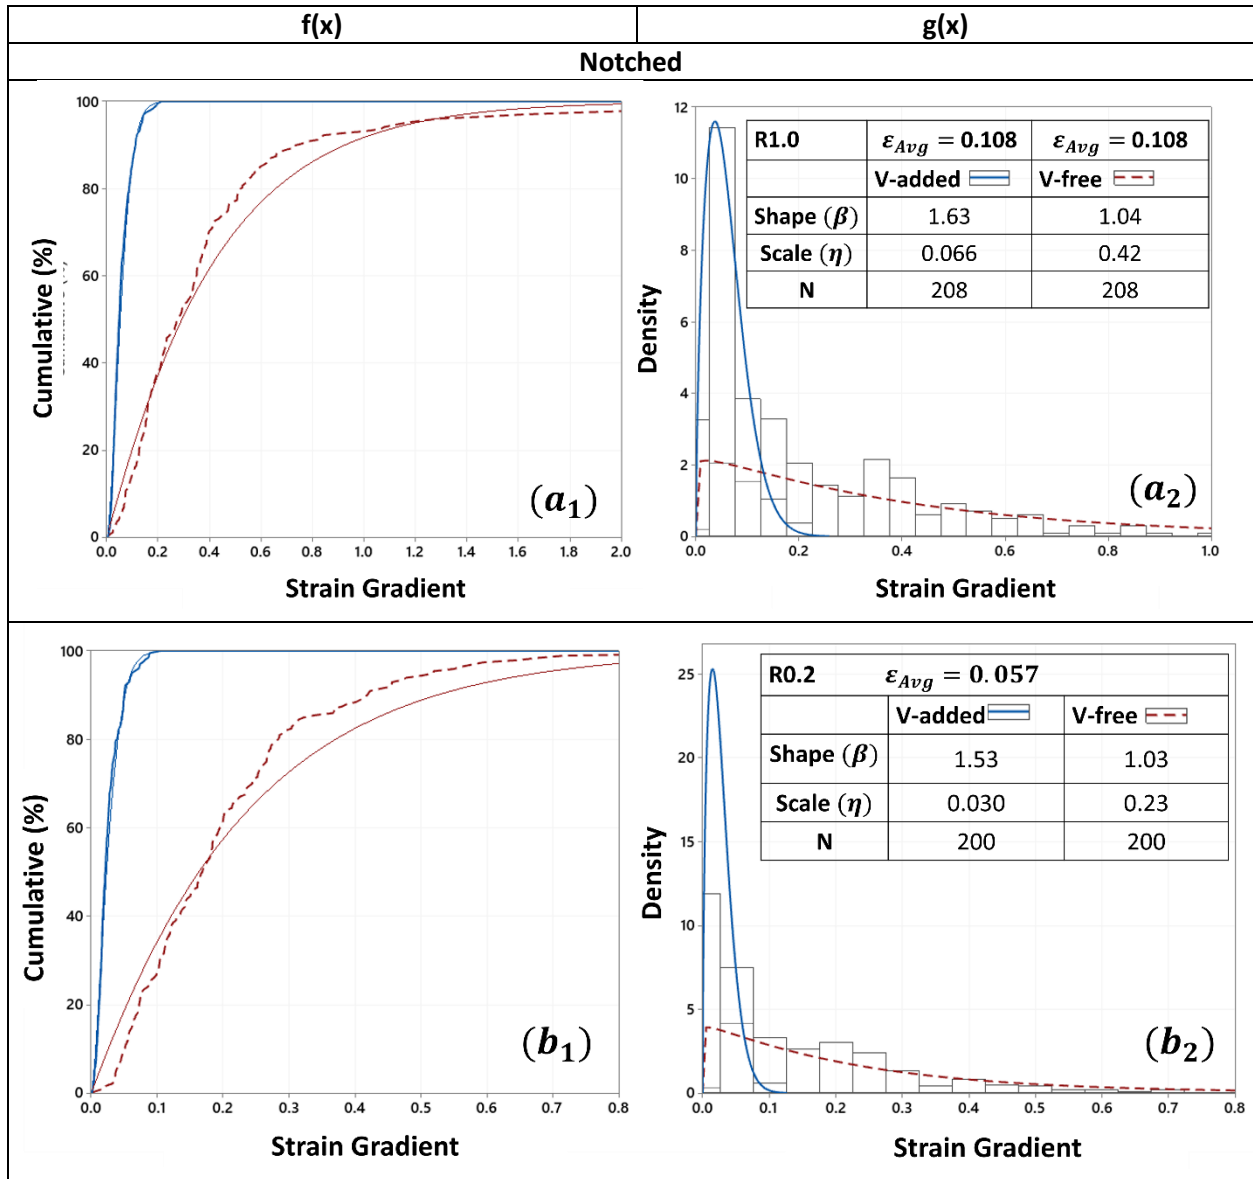 f(x) g(x)
Notched
100
80
60
40
20
0
0.0 0.2 0.4 0.6 0.8 1.0 1.2 1.4 1.6 1.8 2.0
Cumulative (%)
Strain Gradient
(a₁)
12
10
8
6
4
2
0
0.0 0.2 0.4 0.6 0.8 1.0
Density
Strain Gradient
R1.0 ε_Avg = 0.108 ε_Avg = 0.108
V-added V-free
Shape (β) 1.63 1.04
Scale (η) 0.066 0.42
N 208 208
(a₂)
100
80
60
40
20
0
0.0 0.1 0.2 0.3 0.4 0.5 0.6 0.7 0.8
Cumulative (%)
Strain Gradient
(b₁)
25
20
15
10
5
0
0.0 0.1 0.2 0.3 0.4 0.5 0.6 0.7 0.8
Density
Strain Gradient
R0.2 ε_Avg = 0.057
V-added V-free
Shape (β) 1.53 1.03
Scale (η) 0.030 0.23
N 200 200
(b₂)